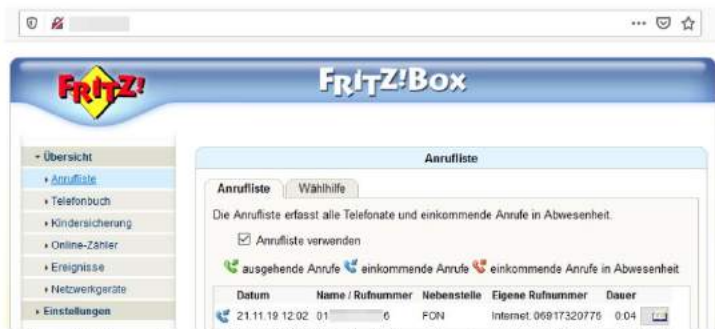 FRITZ!
FRITZ!Box
Übersicht
Anrufliste
Telefonbuch
Kindersicherung
Online-Zähler
Ereignisse
Netzwerkgeräte
Einstellungen
Anrufliste
Anrufliste Wählhilfe
Die Anrufliste erfasst alle Telefonate und einkommende Anrufe in Abwesenheit.
Anrufliste verwenden
ausgehende Anrufe einkommende Anrufe einkommende Anrufe in Abwesenheit
Datum Name / Rufnummer Nebenstelle Eigene Rufnummer Dauer
21.11.19 12:02 01 6 FON Internet: 06917320776 0:04